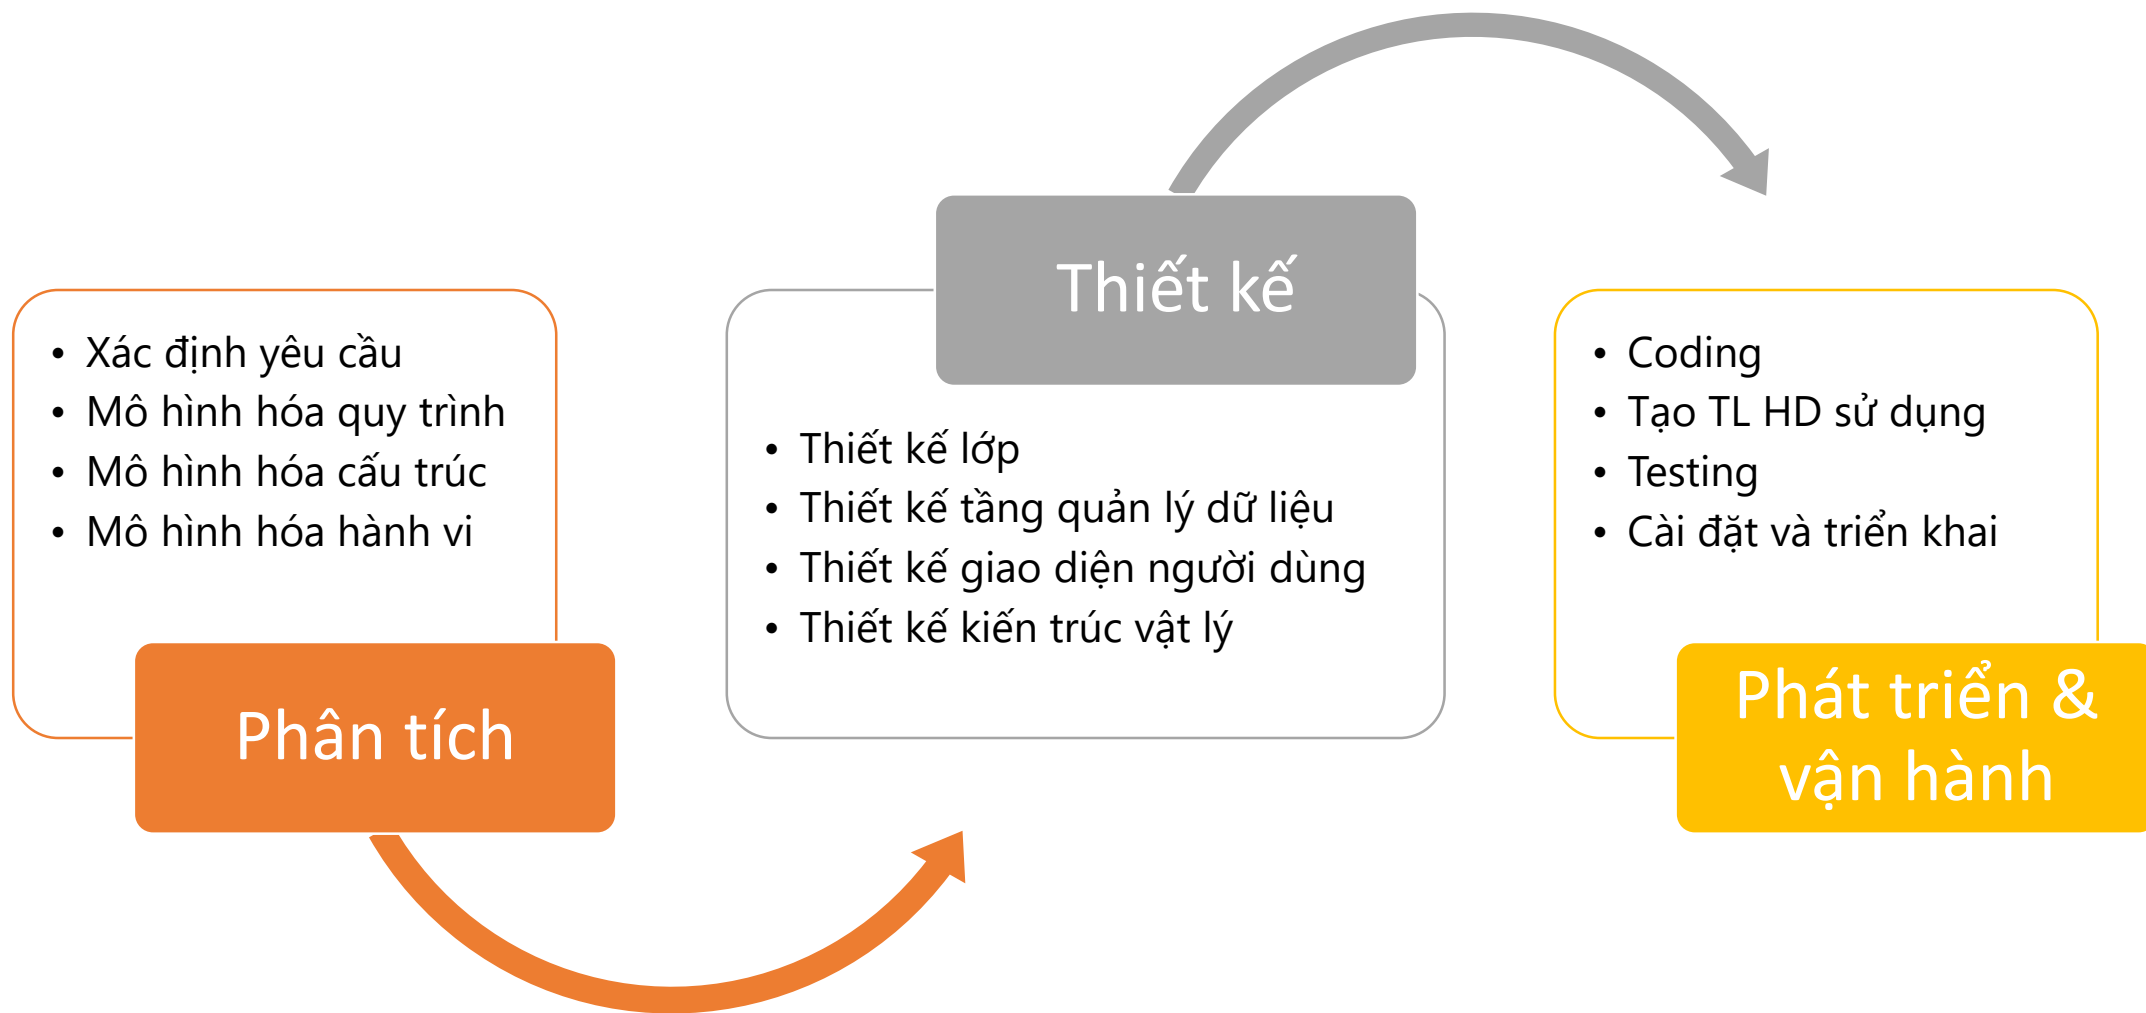 • Xác định yêu cầu
• Mô hình hóa quy trình
• Mô hình hóa cấu trúc
• Mô hình hóa hành vi
Phân tích
Thiết kế
• Thiết kế lớp
• Thiết kế tầng quản lý dữ liệu
• Thiết kế giao diện người dùng
• Thiết kế kiến trúc vật lý
• Coding
• Tạo TL HD sử dụng
• Testing
• Cài đặt và triển khai
Phát triển &
vận hành